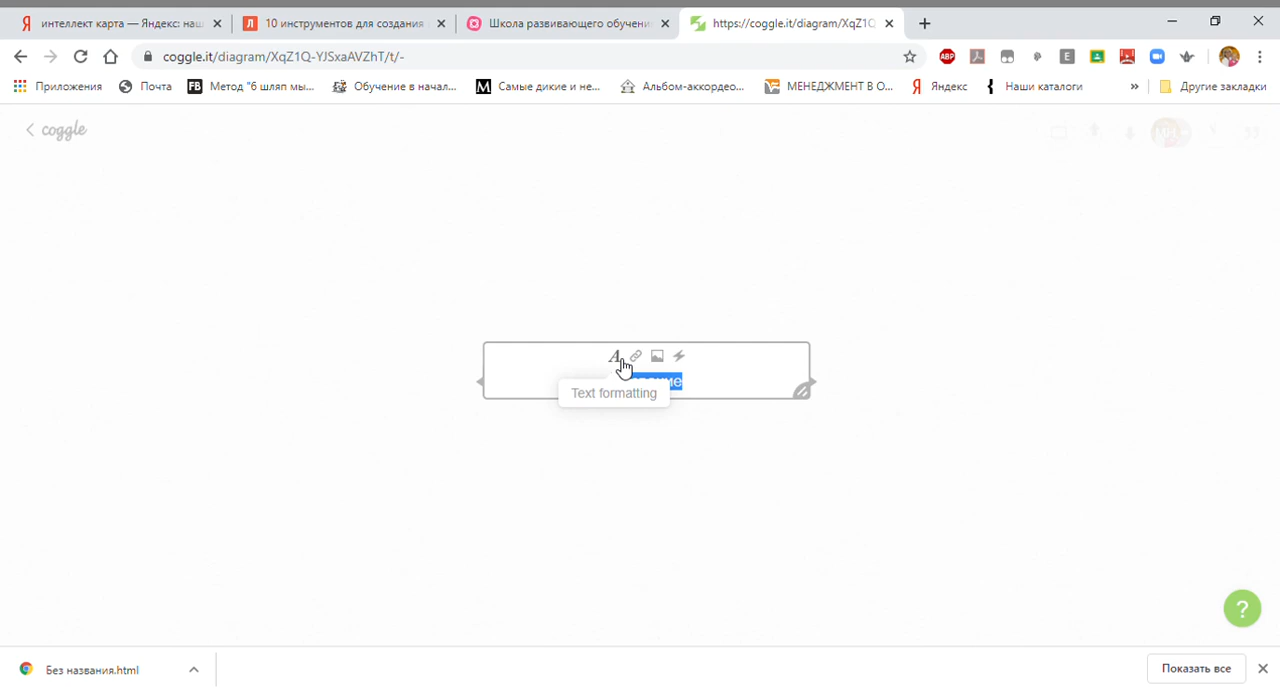 интеллект карта — Яндекс: наш
10 инструментов для создания
Школа развивающего обучени
https://coggle.it/diagram/XqZ1Q
coggle.it/diagram/XqZ1Q-YJSxaAVZhT/t/-
Приложения
Почта
Метод "6 шляп мы...
Обучение в начал...
Самые дикие и не...
Альбом-аккордео...
МЕНЕДЖМЕНТ В О...
Яндекс
Наши каталоги
»
Другие закладки
coggle
Text formatting
?
Без названия.html
Показать все